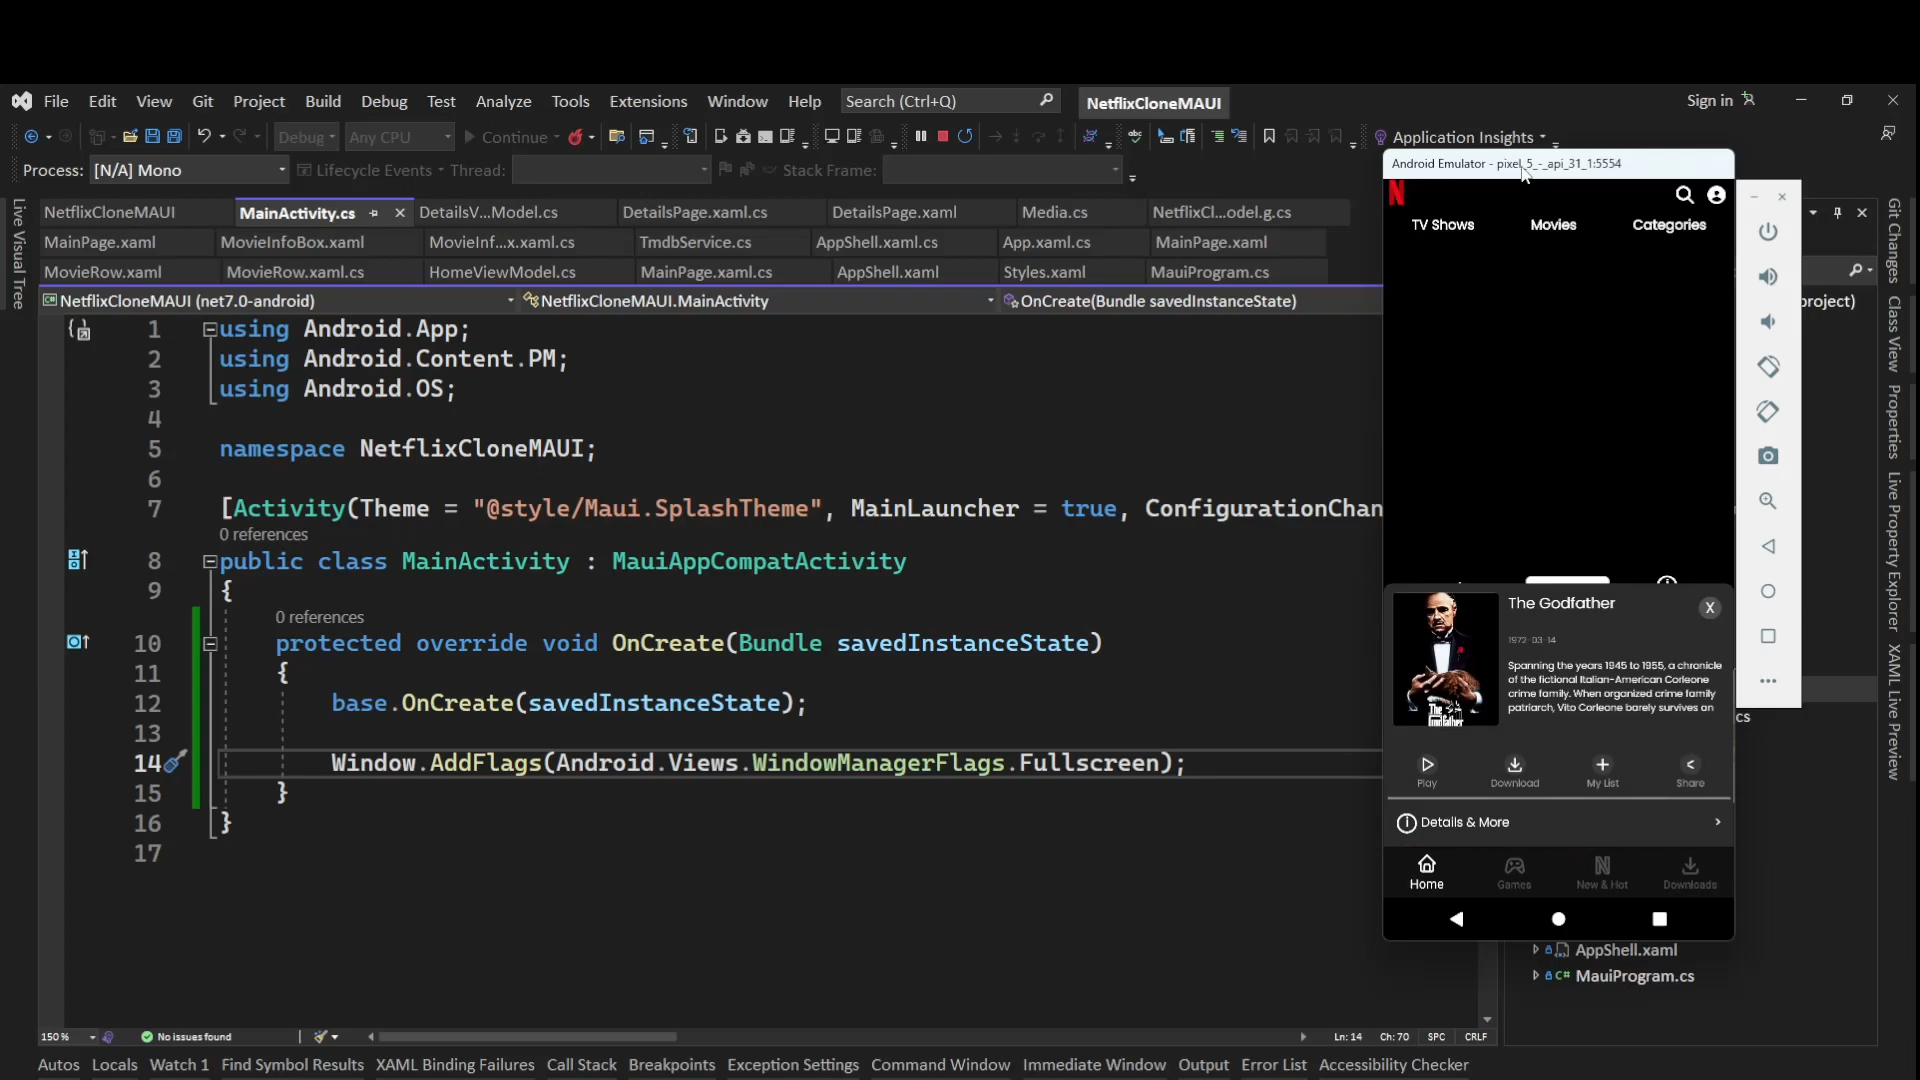 File Edit View Git Project Build Debug Test Analyze Tools Extensions Window Help Search (Ctrl+Q) NetflixCloneMAUI Sign in
Debug Any CPU Continue Application Insights
Process: [N/A] Mono Lifecycle Events Thread: Stack Frame:
Android Emulator - pixel_5_-_api_31_1:5554
NetflixCloneMAUI MainActivity.cs DetailsV...Model.cs DetailsPage.xaml.cs DetailsPage.xaml Media.cs NetflixCl...odel.g.cs
MainPage.xaml MovieInfoBox.xaml MovieInf...x.xaml.cs TmdbService.cs AppShell.xaml.cs App.xaml.cs MainPage.xaml
MovieRow.xaml MovieRow.xaml.cs HomeViewModel.cs MainPage.xaml.cs AppShell.xaml Styles.xaml MauiProgram.cs
NetflixCloneMAUI (net7.0-android) NetflixCloneMAUI.MainActivity OnCreate(Bundle savedInstanceState)
1 using Android.App;
2 using Android.Content.PM;
3 using Android.OS;
4
5 namespace NetflixCloneMAUI;
6
7 [Activity(Theme = "@style/Maui.SplashTheme", MainLauncher = true, ConfigurationChan
0 references
8 public class MainActivity : MauiAppCompatActivity
9 {
0 references
10 protected override void OnCreate(Bundle savedInstanceState)
11 {
12 base.OnCreate(savedInstanceState);
13
14 Window.AddFlags(Android.Views.WindowManagerFlags.Fullscreen);
15 }
16 }
17
Live Visual Tree
N
TV Shows Movies Categories
The Godfather X
1972-03-14
Spanning the years 1945 to 1955, a chronicle
of the fictional Italian-American Corleone
crime family. When organized crime family
patriarch, Vito Corleone barely survives an
The
Godfather
Play Download My List Share
Details & More
Home Games New & Hot Downloads
project)
cs
AppShell.xaml
MauiProgram.cs
Git Changes
Class View
Properties
Live Property Explorer
XAML Live Preview
150 % No issues found Ln: 14 Ch: 70 SPC CRLF
Autos Locals Watch 1 Find Symbol Results XAML Binding Failures Call Stack Breakpoints Exception Settings Command Window Immediate Window Output Error List Accessibility Checker